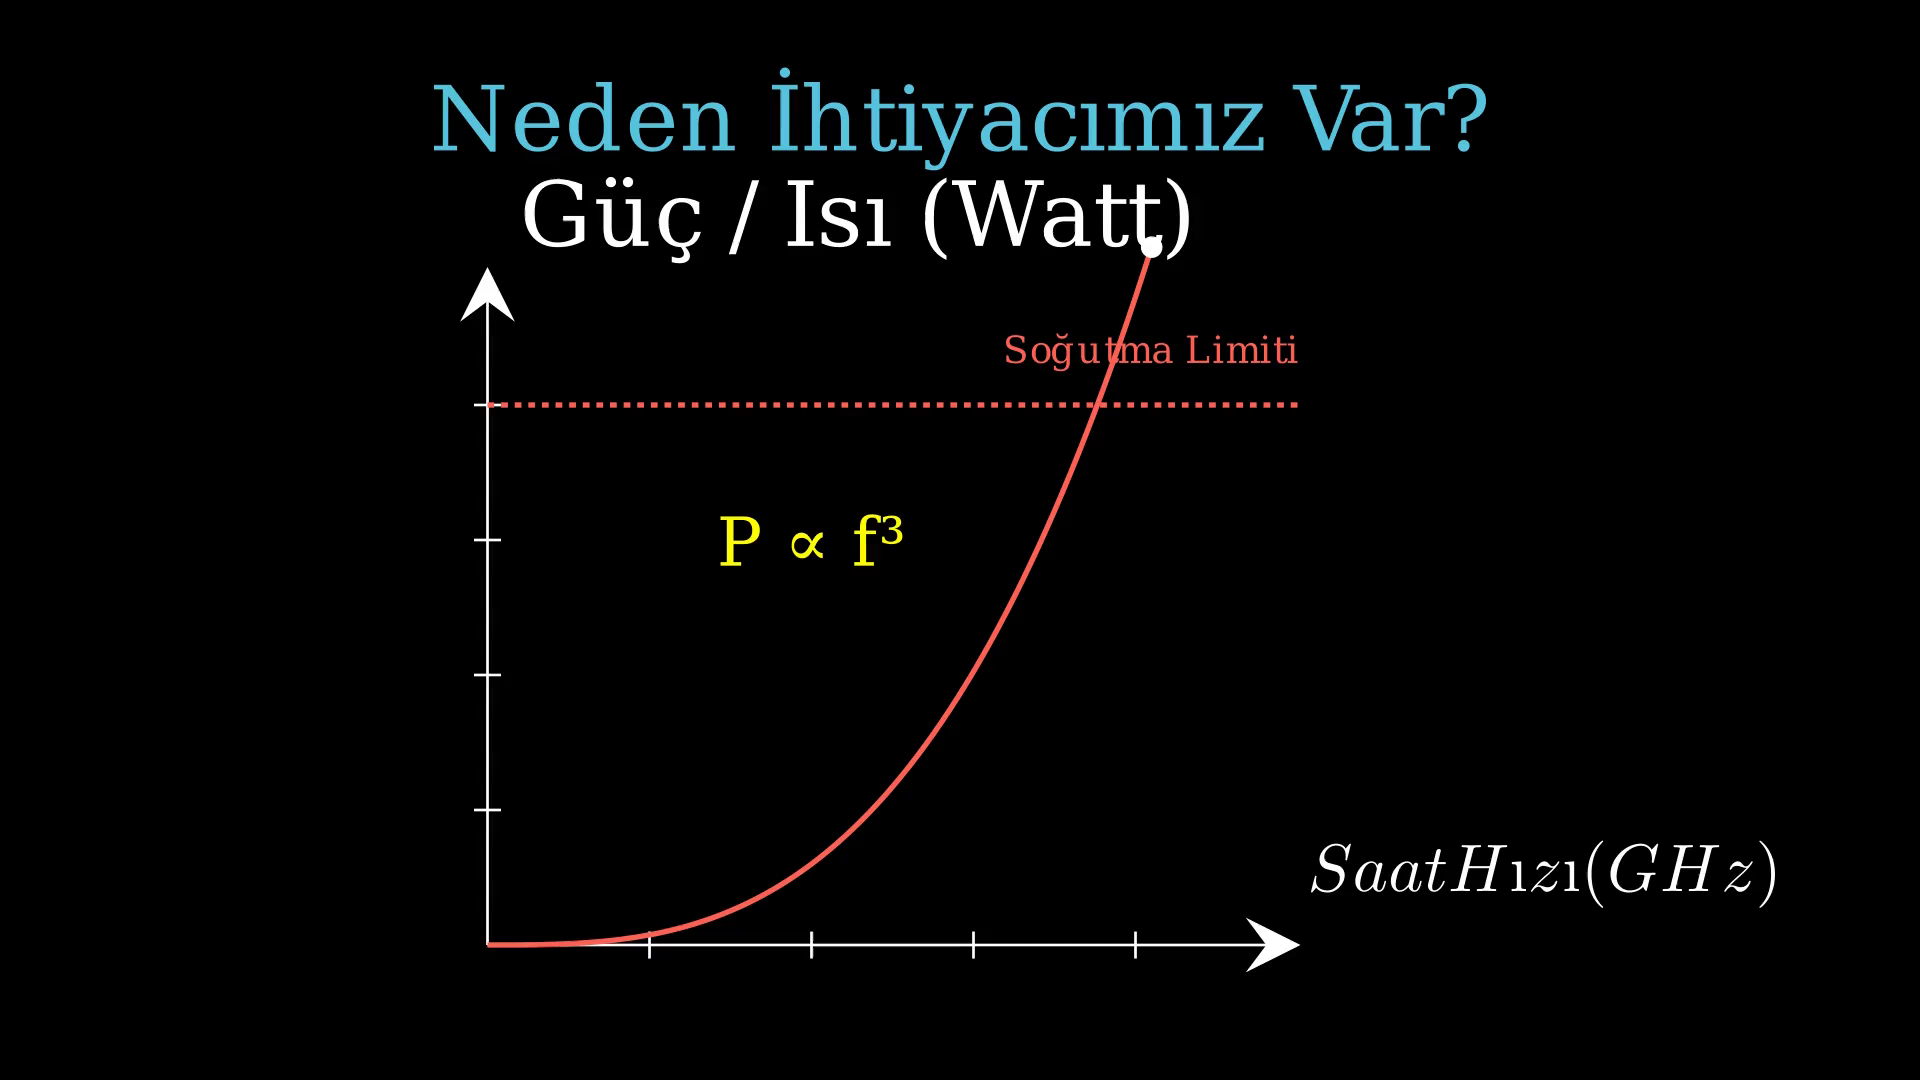 Neden İhtiyacımız Var?
Güç / Isı (Watt)
Soğutma Limiti
P ∝ f³
SaatHızı(GHz)